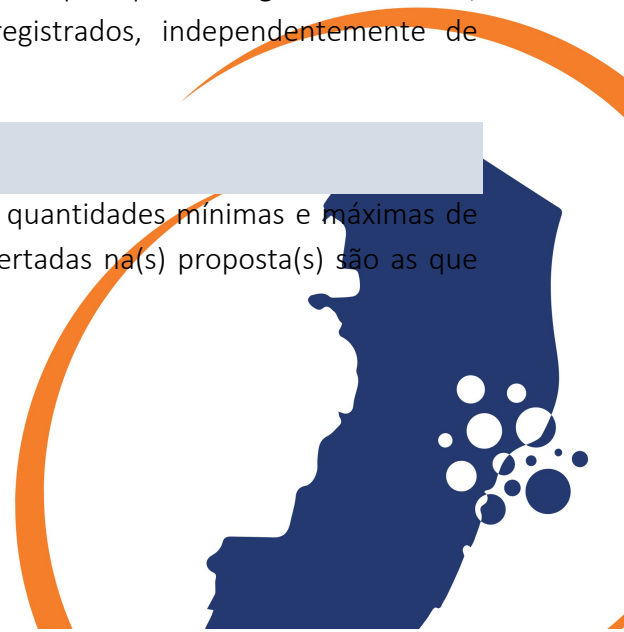 registrados, independentemente de
quantidades mínimas e máximas de
ertadas na(s) proposta(s) são as que